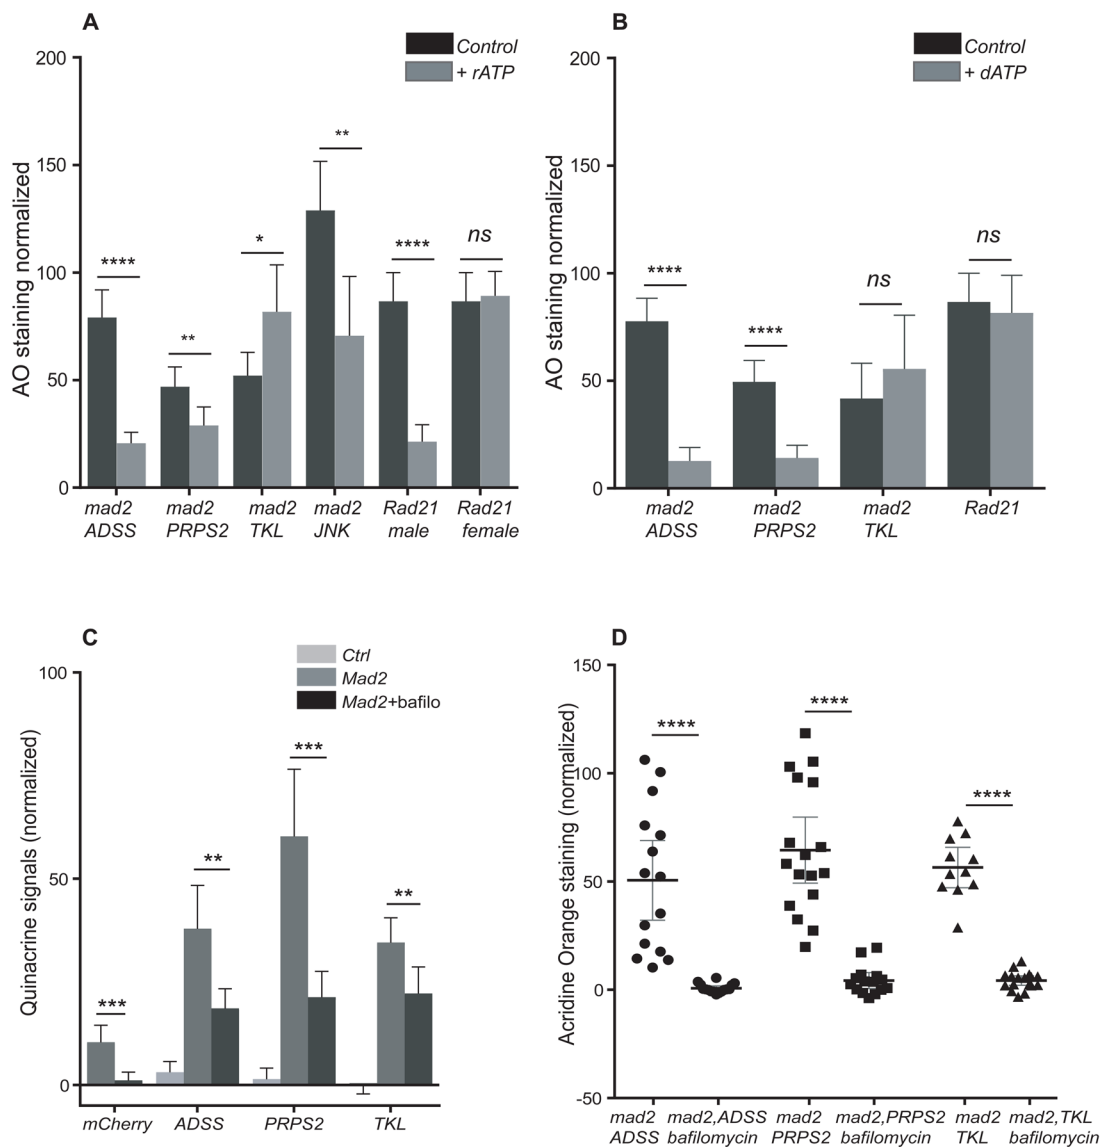 A
Control
+ rATP
AO staining normalized
200
150
100
50
0
****
**
*
**
****
ns
mad2 ADSS
mad2 PRPS2
mad2 TKL
mad2 JNK
Rad21 male
Rad21 female
B
Control
+ dATP
AO staining normalized
200
150
100
50
0
****
****
ns
ns
mad2 ADSS
mad2 PRPS2
mad2 TKL
Rad21
C
Ctrl
Mad2
Mad2+bafilo
Quinacrine signals (normalized)
100
50
0
***
**
***
**
mCherry
ADSS
PRPS2
TKL
D
Acridine Orange staining (normalized)
150
100
50
0
-50
****
****
****
mad2 ADSS
mad2,ADSS bafilomycin
mad2 PRPS2
mad2,PRPS2 bafilomycin
mad2 TKL
mad2,TKL bafilomycin